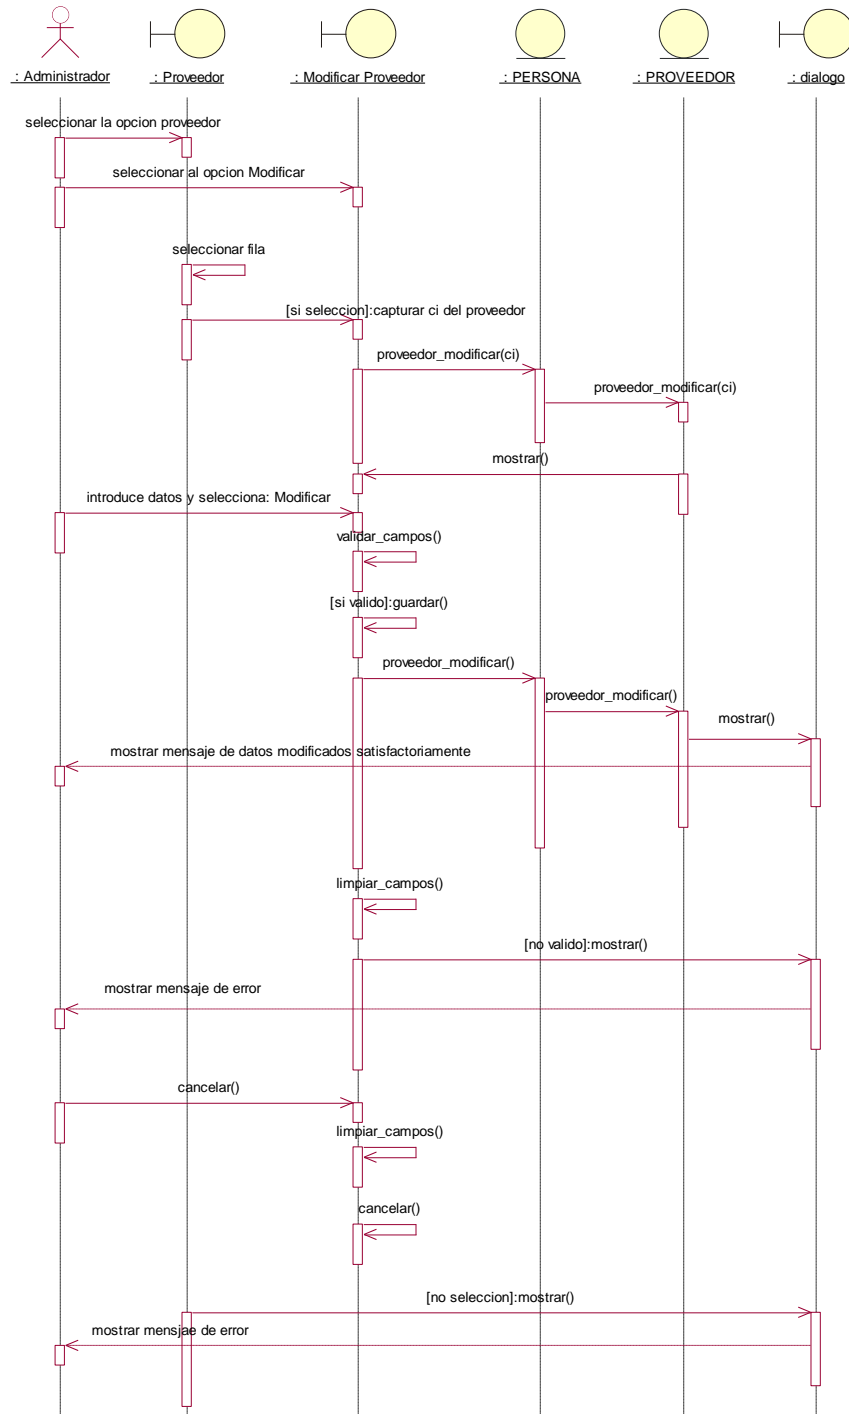 : Administrador
: Proveedor
: Modificar Proveedor
: PERSONA
: PROVEEDOR
: dialogo
seleccionar la opcion proveedor
seleccionar al opcion Modificar
seleccionar fila
[si seleccion]:capturar ci del proveedor
proveedor_modificar(ci)
proveedor_modificar(ci)
mostrar()
introduce datos y selecciona: Modificar
validar_campos()
[si valido]:guardar()
proveedor_modificar()
proveedor_modificar()
mostrar()
mostrar mensaje de datos modificados satisfactoriamente
limpiar_campos()
[no valido]:mostrar()
mostrar mensaje de error
cancelar()
limpiar_campos()
cancelar()
[no seleccion]:mostrar()
mostrar mensjae de error